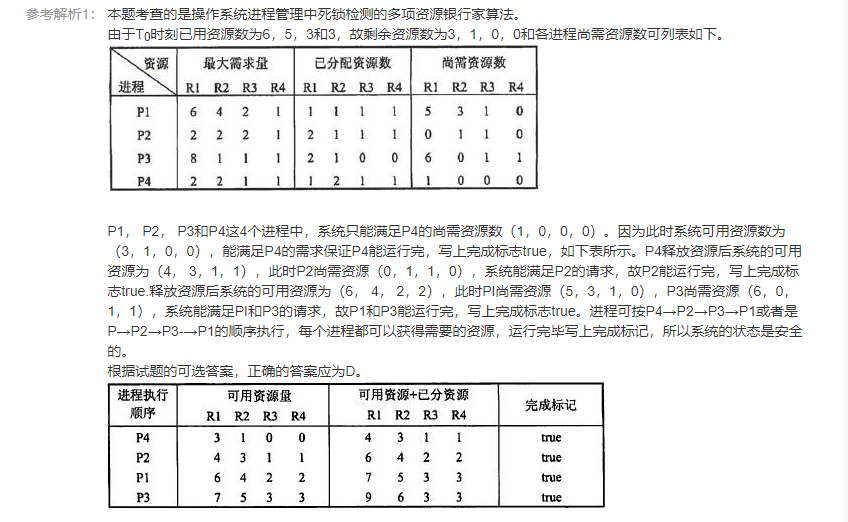 参考解析1： 本题考查的是操作系统进程管理中死锁检测的多项资源银行家算法。
由于T0时刻已用资源数为6，5，3和3，故剩余资源数为3，1，0，0和各进程尚需资源数可列表如下。
资源 最大需求量 已分配资源数 尚需资源数
进程 R1 R2 R3 R4 R1 R2 R3 R4 R1 R2 R3 R4
P1 6 4 2 1 1 1 1 1 5 3 1 0
P2 2 2 2 1 2 1 1 1 0 1 1 0
P3 8 1 1 1 2 1 0 0 6 0 1 1
P4 2 2 1 1 1 2 1 1 1 0 0 0
P1， P2， P3和P4这4个进程中，系统只能满足P4的尚需资源数（1，0，0，0）。因为此时系统可用资源数为
（3，1，0，0），能满足P4的需求保证P4能运行完，写上完成标志true，如下表所示。P4释放资源后系统的可用
资源为（4， 3，1，1），此时P2尚需资源（0，1，1，0），系统能满足P2的请求，故P2能运行完，写上完成标
志true.释放资源后系统的可用资源为（6， 4， 2，2），此时PI尚需资源（5，3，1，0），P3尚需资源（6，0，
1，1），系统能满足PI和P3的请求，故P1和P3能运行完，写上完成标志true。进程可按P4→P2→P3→P1或者是
P→P2→P3-→P1的顺序执行，每个进程都可以获得需要的资源，运行完毕写上完成标记，所以系统的状态是安全
的。
根据试题的可选答案，正确的答案应为D。
进程执行 可用资源量 可用资源+已分资源 完成标记
顺序 R1 R2 R3 R4 R1 R2 R3 R4
P4 3 1 0 0 4 3 1 1 true
P2 4 3 1 1 6 4 2 2 true
P1 6 4 2 2 7 5 3 3 true
P3 7 5 3 3 9 6 3 3 true